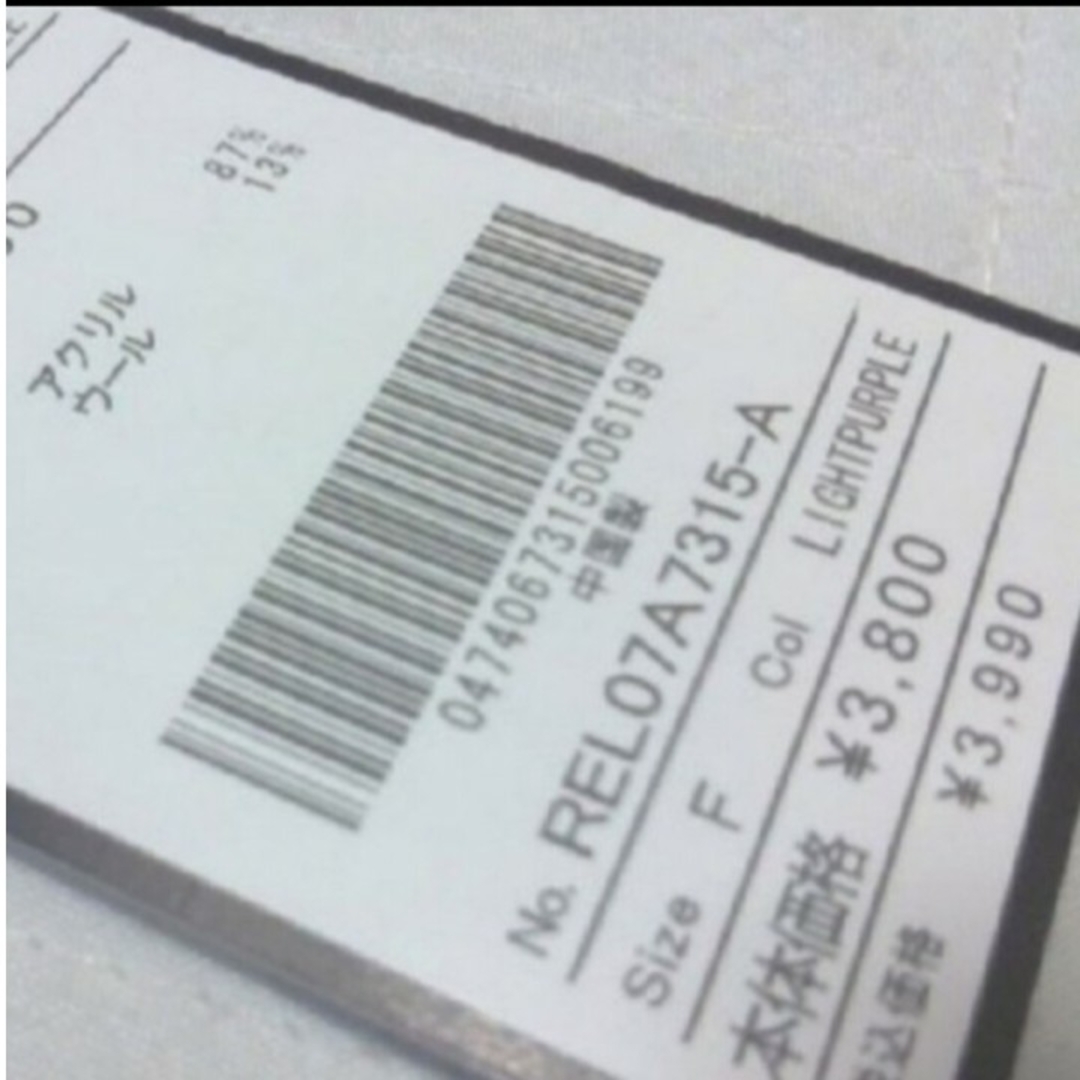 アクリル 87%
ウール 13%
0474067315006199
中国製
No. REL07A7315-A
Size F Col LIGHTPURPLE
本体価格 ¥3,800
込価格 ¥3,990